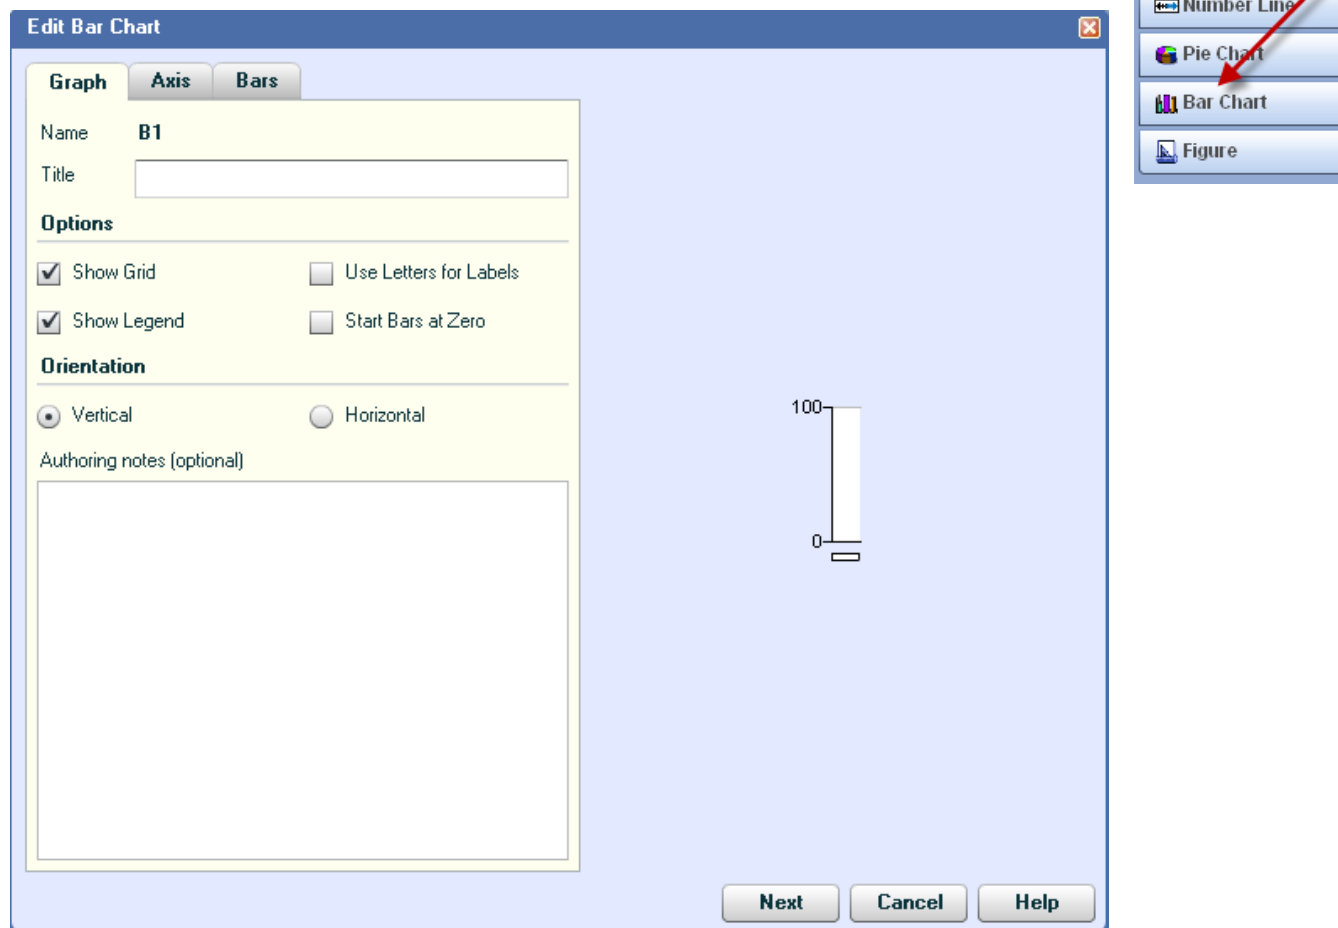 Edit Bar Chart
Graph Axis Bars
Name B1
Title
Options
Show Grid Use Letters for Labels
Show Legend Start Bars at Zero
Orientation
Vertical Horizontal
Authoring notes (optional)
100
0
Next Cancel Help
Number Line
Pie Chart
Bar Chart
Figure